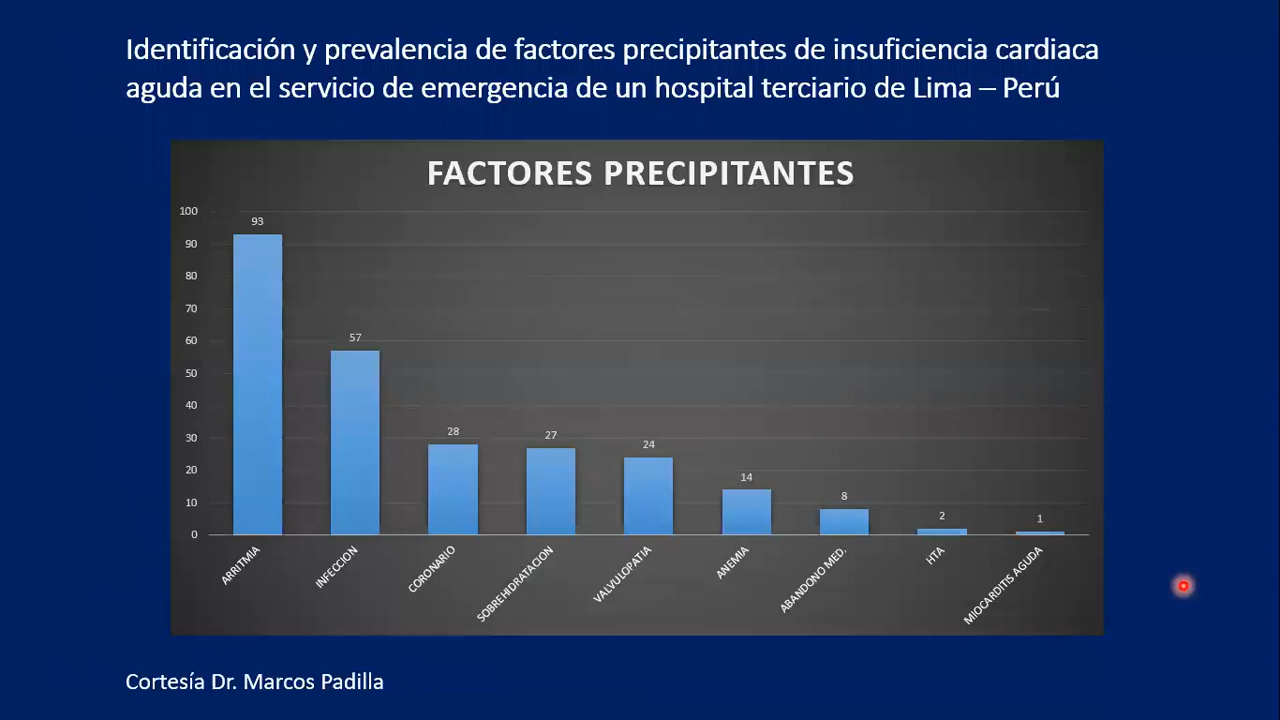 Identificación y prevalencia de factores precipitantes de insuficiencia cardiaca
aguda en el servicio de emergencia de un hospital terciario de Lima – Perú
FACTORES PRECIPITANTES
100
90
80
70
60
50
40
30
20
10
0
93
57
28
27
24
14
8
2
1
ARRITMIA
INFECCION
CORONARIO
SOBREHIDRATACION
VALVULOPATIA
ANEMIA
ABANDONO MED.
HTA
MIOCARDITIS AGUDA
Cortesía Dr. Marcos Padilla